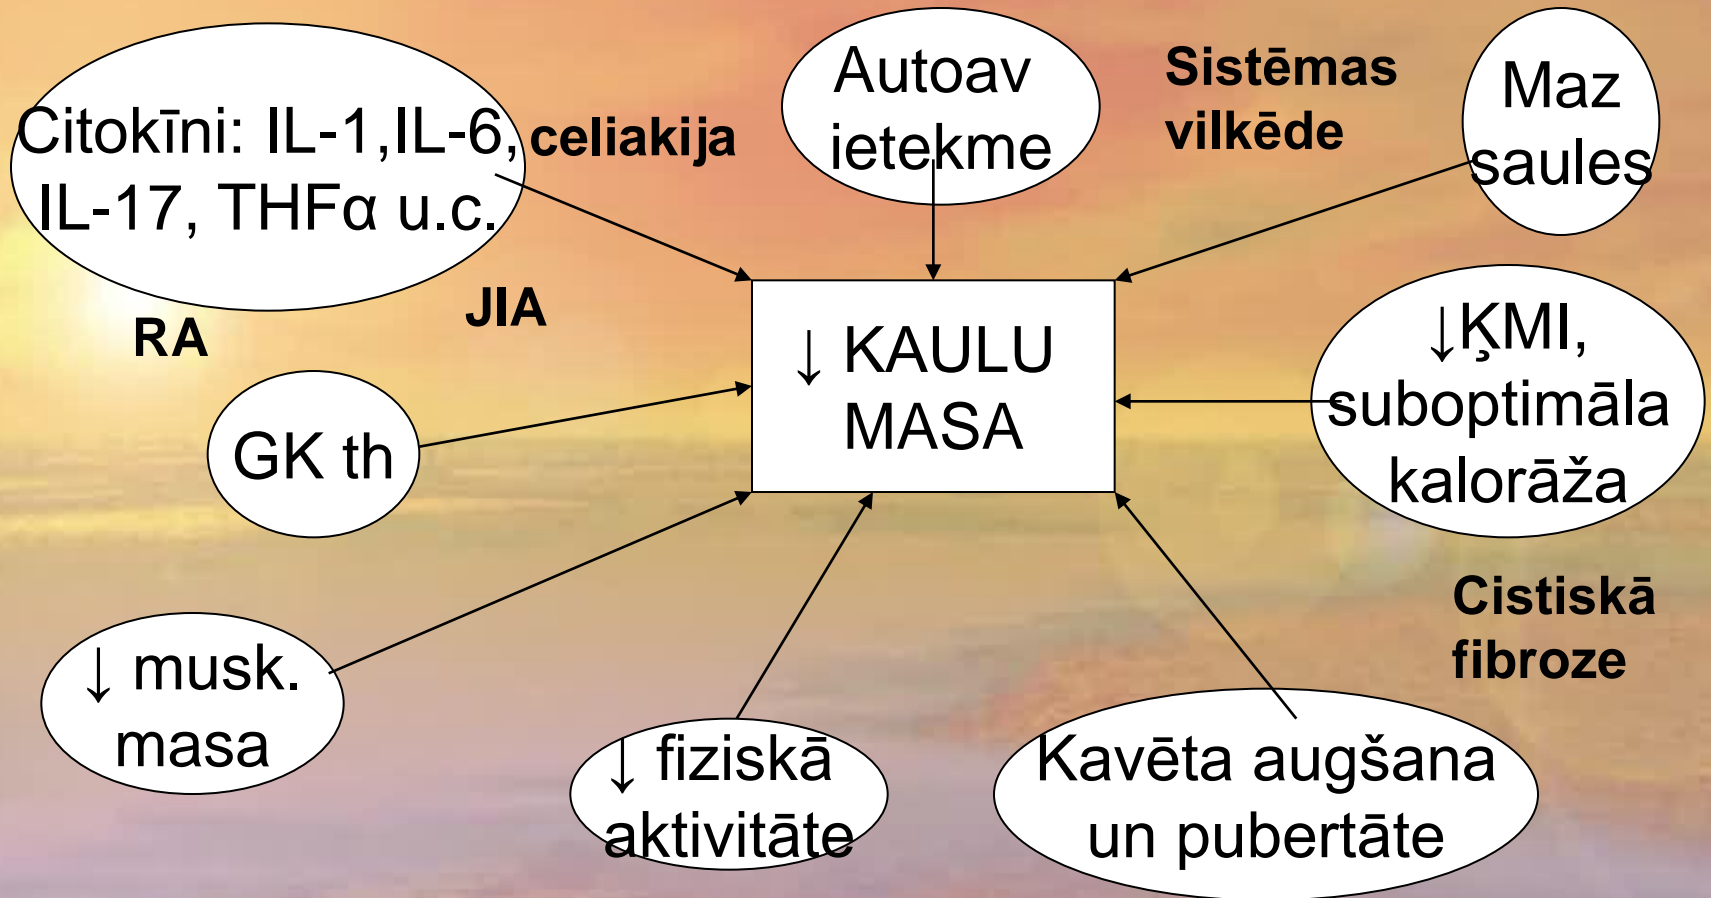 Citokīni: IL-1,IL-6,
IL-17, THFα u.c.
celiakija
Autoav
ietekme
Sistēmas
vilkēde
Maz
saules
RA
JIA
↓ KAULU
MASA
↓ĶMI,
suboptimāla
kalorāža
GK th
Cistiskā
fibroze
↓ musk.
masa
↓ fiziskā
aktivitāte
Kavēta augšana
un pubertāte